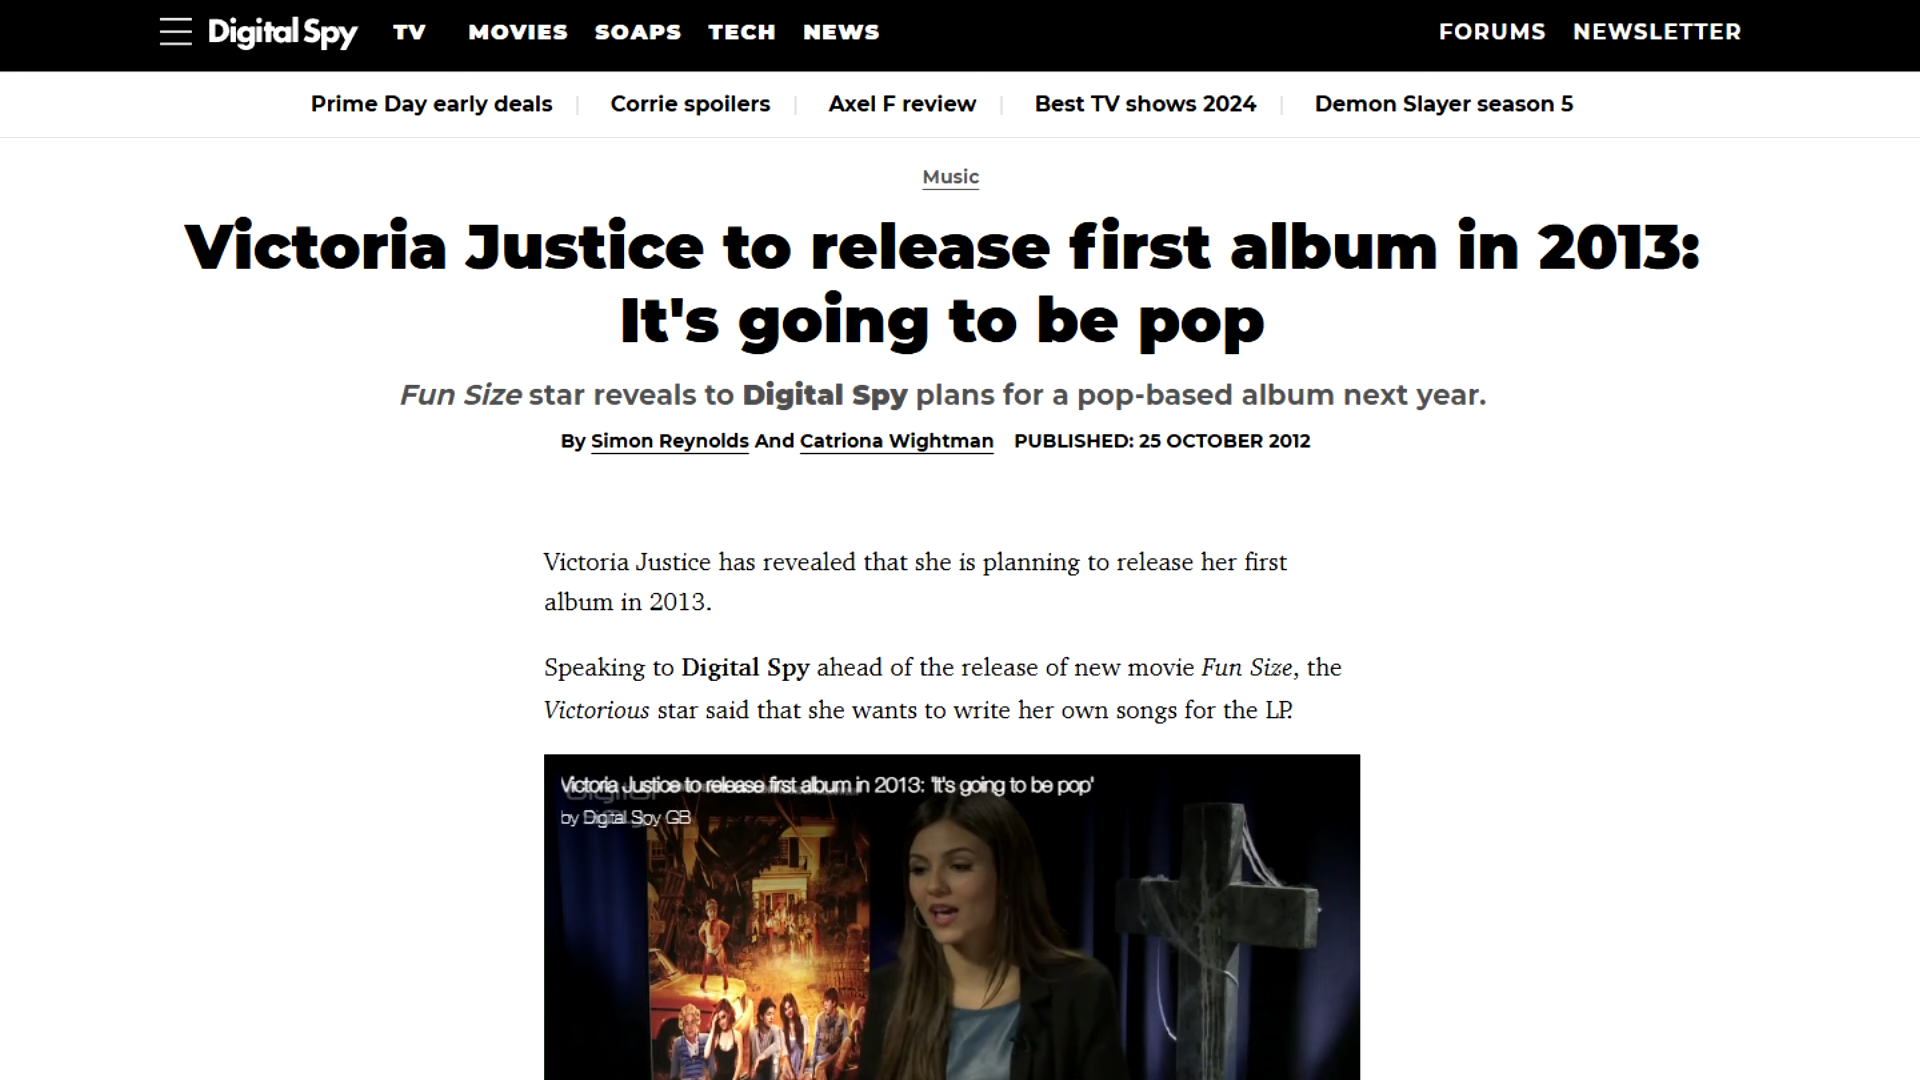 Digital Spy TV MOVIES SOAPS TECH NEWS FORUMS NEWSLETTER
Prime Day early deals Corrie spoilers Axel F review Best TV shows 2024 Demon Slayer season 5
Music
Victoria Justice to release first album in 2013:
It's going to be pop
Fun Size star reveals to Digital Spy plans for a pop-based album next year.
By Simon Reynolds And Catriona Wightman PUBLISHED: 25 OCTOBER 2012
Victoria Justice has revealed that she is planning to release her first
album in 2013.
Speaking to Digital Spy ahead of the release of new movie Fun Size, the
Victorious star said that she wants to write her own songs for the LP.
Victoria Justice to release first album in 2013: 'It's going to be pop'
by Digital Spy GB